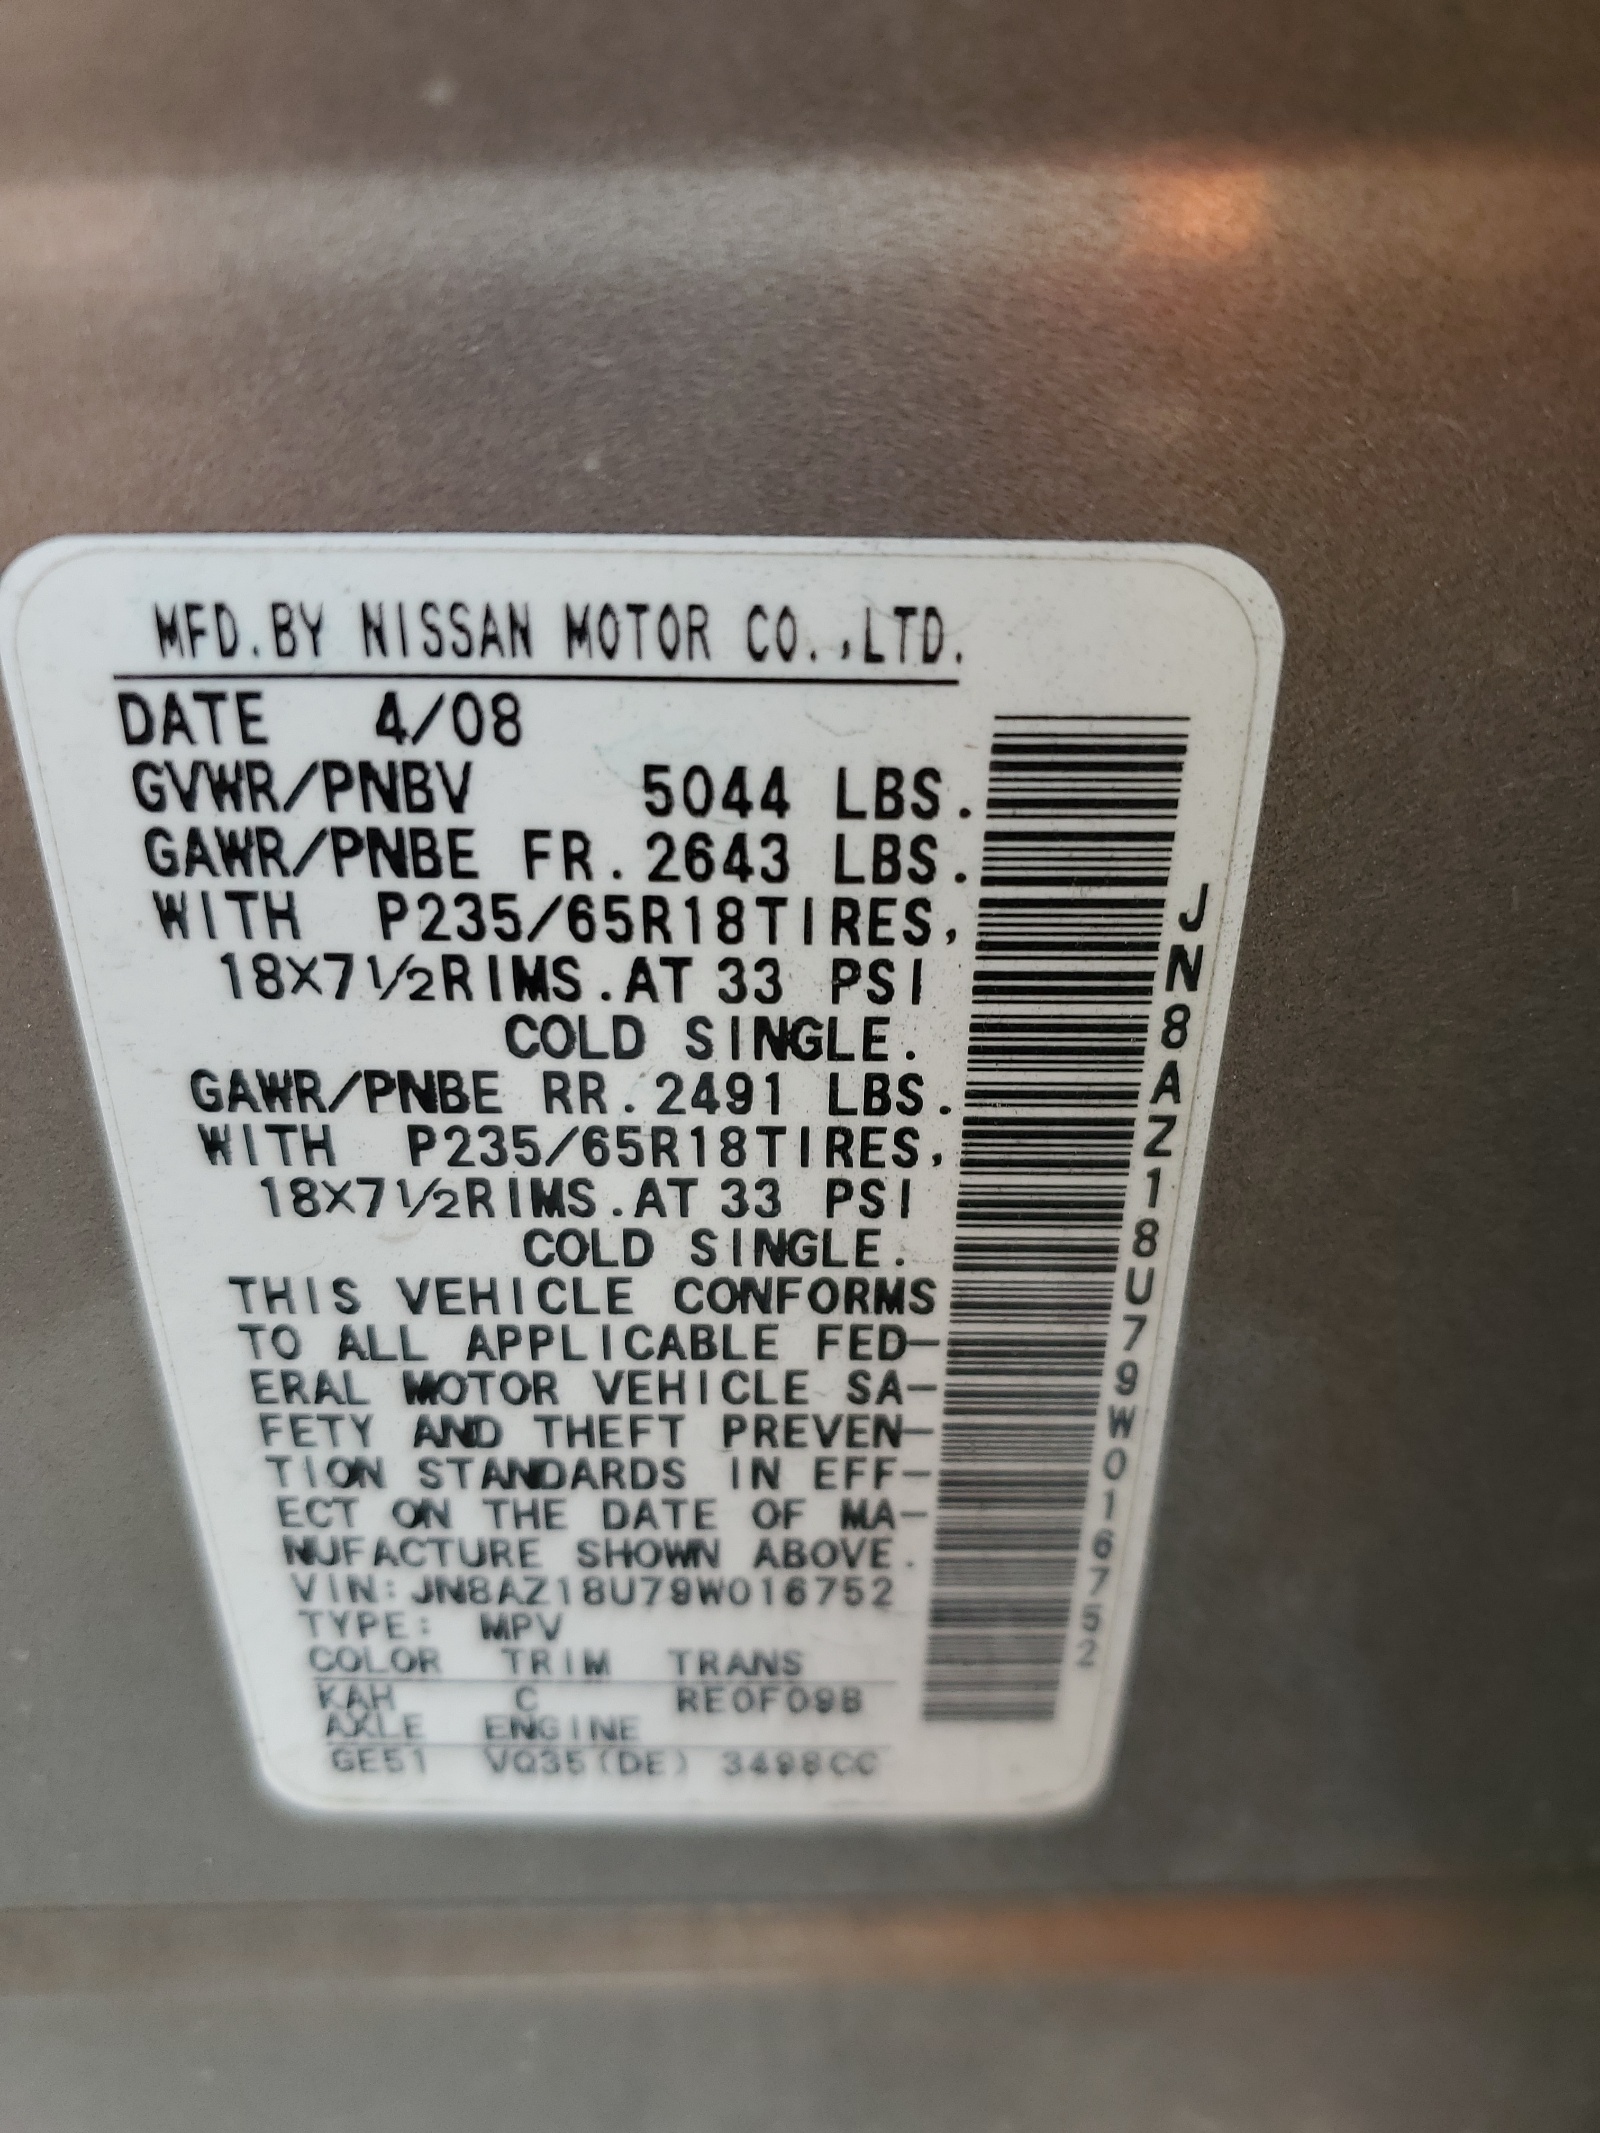 MFD.BY NISSAN MOTOR CO.,LTD.
DATE 4/08
GVWR/PNBV 5044 LBS.
GAWR/PNBE FR.2643 LBS.
WITH P235/65R18TIRES,
18X7½RIMS.AT 33 PSI
COLD SINGLE.
GAWR/PNBE RR.2491 LBS.
WITH P235/65R18TIRES,
18X7½RIMS.AT 33 PSI
COLD SINGLE.
THIS VEHICLE CONFORMS
TO ALL APPLICABLE FED-
ERAL MOTOR VEHICLE SA-
FETY AND THEFT PREVEN-
TION STANDARDS IN EFF-
ECT ON THE DATE OF MA-
NUFACTURE SHOWN ABOVE.
VIN:JN8AZ18U79W016752
TYPE: MPV
COLOR TRIM TRANS
KAH C RE0F09B
AXLE ENGINE
GE51 VQ35(DE) 3498CC
JN8AZ18U79W016752